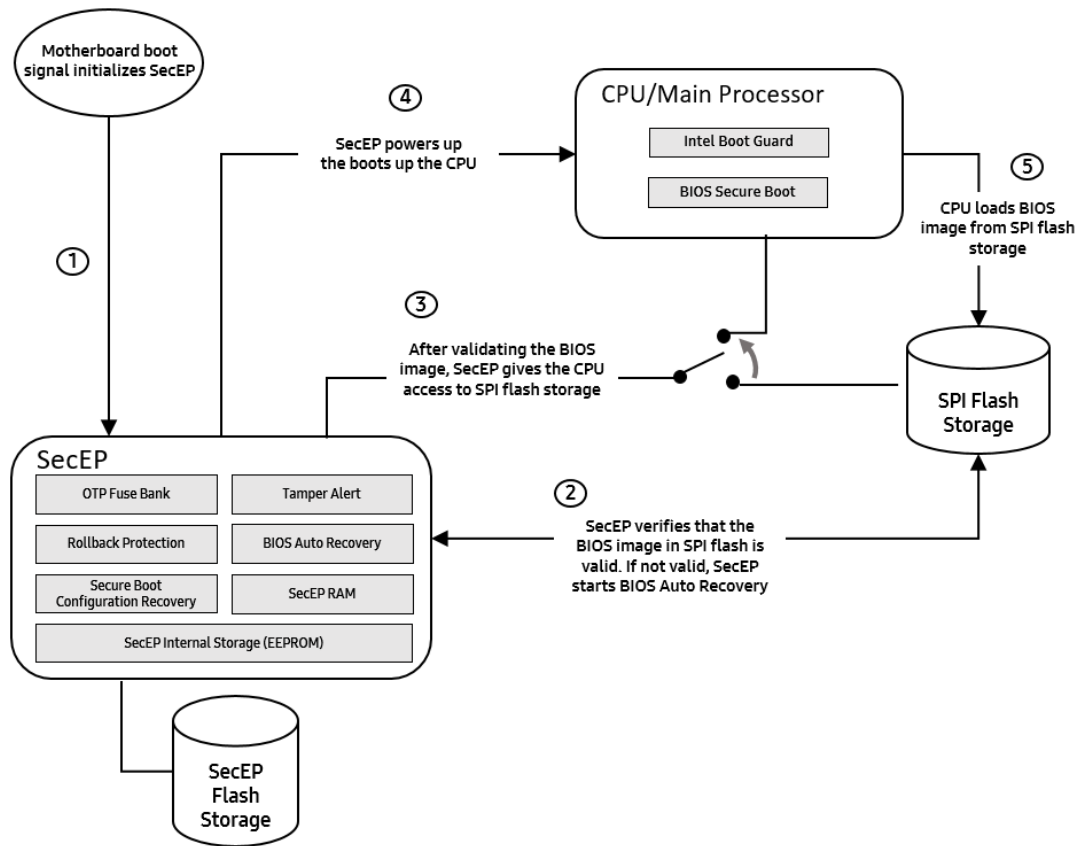 Motherboard boot
signal initializes SecEP
4
CPU/Main Processor
SecEP powers up
the boots up the CPU
Intel Boot Guard
BIOS Secure Boot
5
CPU loads BIOS
image from SPI flash
storage
1
3
After validating the BIOS
image, SecEP gives the CPU
access to SPI flash storage
SPI Flash
Storage
SecEP
OTP Fuse Bank
Tamper Alert
Rollback Protection
BIOS Auto Recovery
Secure Boot
Configuration Recovery
SecEP RAM
SecEP Internal Storage (EEPROM)
2
SecEP verifies that the
BIOS image in SPI flash is
valid. If not valid, SecEP
starts BIOS Auto Recovery
SecEP
Flash
Storage